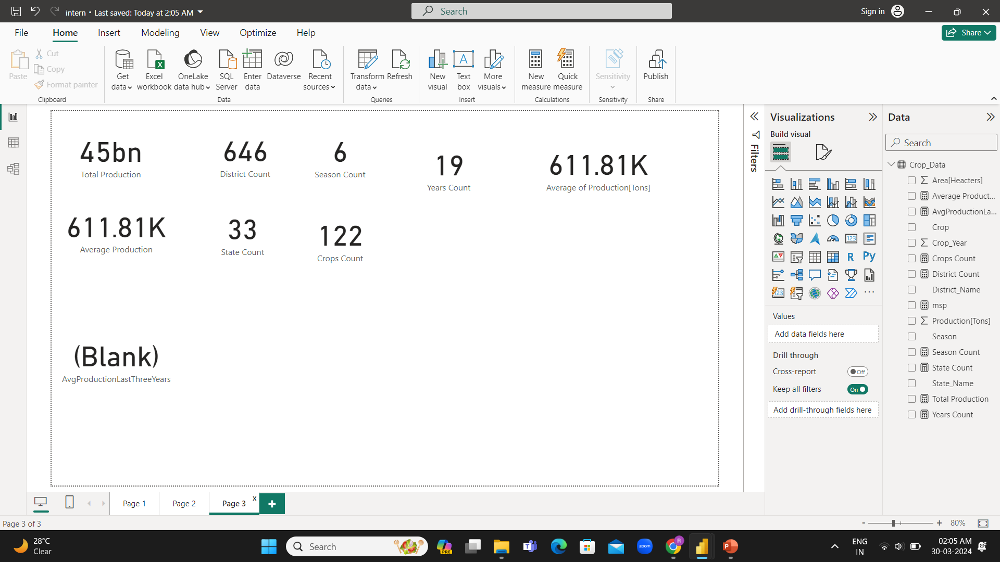 intern • Last saved: Today at 2:05 AM
Search
Sign in
File
Home
Insert
Modeling
View
Optimize
Help
Share
Paste
Cut
Copy
Format painter
Clipboard
Get data
Excel workbook
OneLake data hub
SQL Server
Enter data
Dataverse
Recent sources
Data
Transform data
Refresh
Queries
New visual
Text box
More visuals
Insert
New measure
Quick measure
Calculations
Sensitivity
Sensitivity
Publish
Share
45bn
Total Production
646
District Count
6
Season Count
19
Years Count
611.81K
Average of Production[Tons]
611.81K
Average Production
33
State Count
122
Crops Count
(Blank)
AvgProductionLastThreeYears
Filters
Visualizations
Build visual
123
R
Py
123
...
Values
Add data fields here
Drill through
Cross-report
Off
Keep all filters
On
Add drill-through fields here
Data
Search
Crop_Data
Area[Heacters]
Average Product...
AvgProductionLa...
Crop
Crop_Year
Crops Count
District Count
District_Name
msp
Production[Tons]
Season
Season Count
State Count
State_Name
Total Production
Years Count
Page 1
Page 2
Page 3
x
+
Page 3 of 3
- + 80%
28°C
Clear
Search
PRE
zoom
R
P
ENG
IN
02:05 AM
30-03-2024